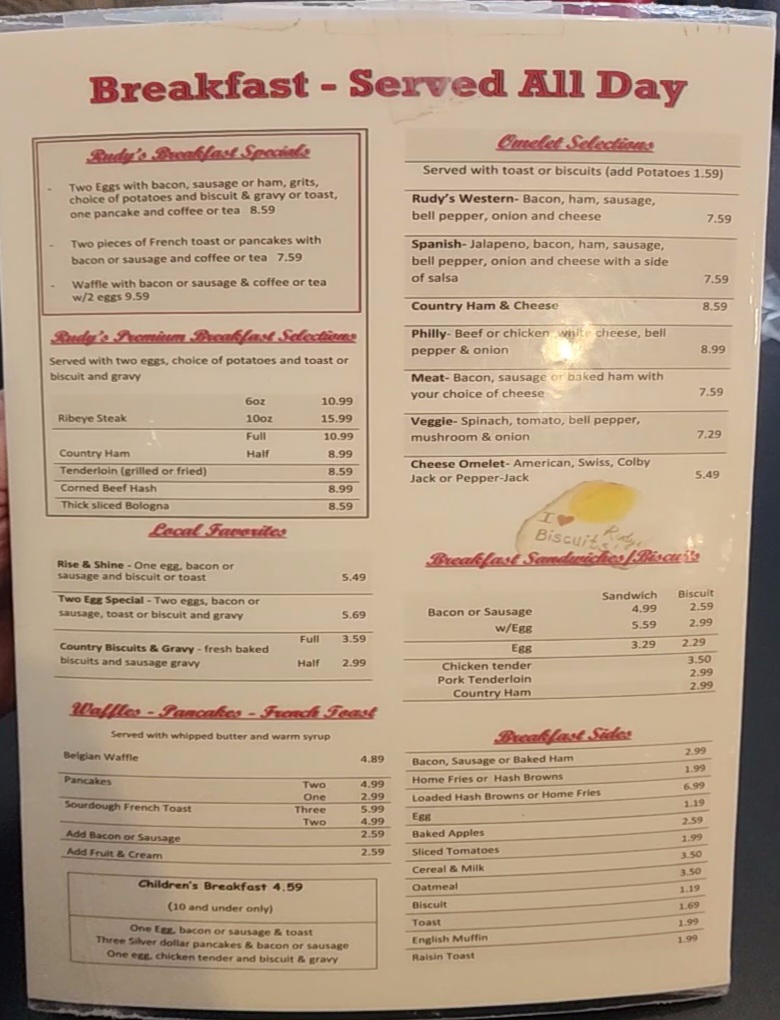 Breakfast - Served All Day
Rudy's Breakfast Specials
- Two Eggs with bacon, sausage or ham, grits,
choice of potatoes and biscuit & gravy or toast,
one pancake and coffee or tea 8.59
- Two pieces of French toast or pancakes with
bacon or sausage and coffee or tea 7.59
- Waffle with bacon or sausage & coffee or tea
w/2 eggs 9.59
Rudy's Premium Breakfast Selections
Served with two eggs, choice of potatoes and toast or
biscuit and gravy
6oz 10.99
Ribeye Steak 10oz 15.99
Full 10.99
Country Ham Half 8.99
Tenderloin (grilled or fried) 8.59
Corned Beef Hash 8.99
Thick sliced Bologna 8.59
Local Favorites
Rise & Shine - One egg, bacon or
sausage and biscuit or toast 5.49
Two Egg Special - Two eggs, bacon or
sausage, toast or biscuit and gravy 5.69
Full 3.59
Country Biscuits & Gravy - fresh baked
biscuits and sausage gravy Half 2.99
Waffles - Pancakes - French Toast
Served with whipped butter and warm syrup
Belgian Waffle 4.89
Pancakes Two 4.99
One 2.99
Sourdough French Toast Three 5.99
Two 4.99
Add Bacon or Sausage 2.59
Add Fruit & Cream 2.59
Children's Breakfast 4.59
(10 and under only)
One Egg, bacon or sausage & toast
Three Silver dollar pancakes & bacon or sausage
One egg, chicken tender and biscuit & gravy
Omelet Selections
Served with toast or biscuits (add Potatoes 1.59)
Rudy's Western- Bacon, ham, sausage,
bell pepper, onion and cheese 7.59
Spanish- Jalapeno, bacon, ham, sausage,
bell pepper, onion and cheese with a side
of salsa 7.59
Country Ham & Cheese 8.59
Philly- Beef or chicken, white cheese, bell
pepper & onion 8.99
Meat- Bacon, sausage or baked ham with
your choice of cheese 7.59
Veggie- Spinach, tomato, bell pepper,
mushroom & onion 7.29
Cheese Omelet- American, Swiss, Colby
Jack or Pepper-Jack 5.49
I Rudy's
Biscuits!
Breakfast Sandwiches/Biscuits
Sandwich Biscuit
Bacon or Sausage 4.99 2.59
w/Egg 5.59 2.99
Egg 3.29 2.29
Chicken tender 3.50
Pork Tenderloin 2.99
Country Ham 2.99
Breakfast Sides
Bacon, Sausage or Baked Ham 2.99
Home Fries or Hash Browns 1.99
Loaded Hash Browns or Home Fries 6.99
Egg 1.19
Baked Apples 2.59
Sliced Tomatoes 1.99
Cereal & Milk 3.50
Oatmeal 3.50
Biscuit 1.19
Toast 1.69
English Muffin 1.99
Raisin Toast 1.99